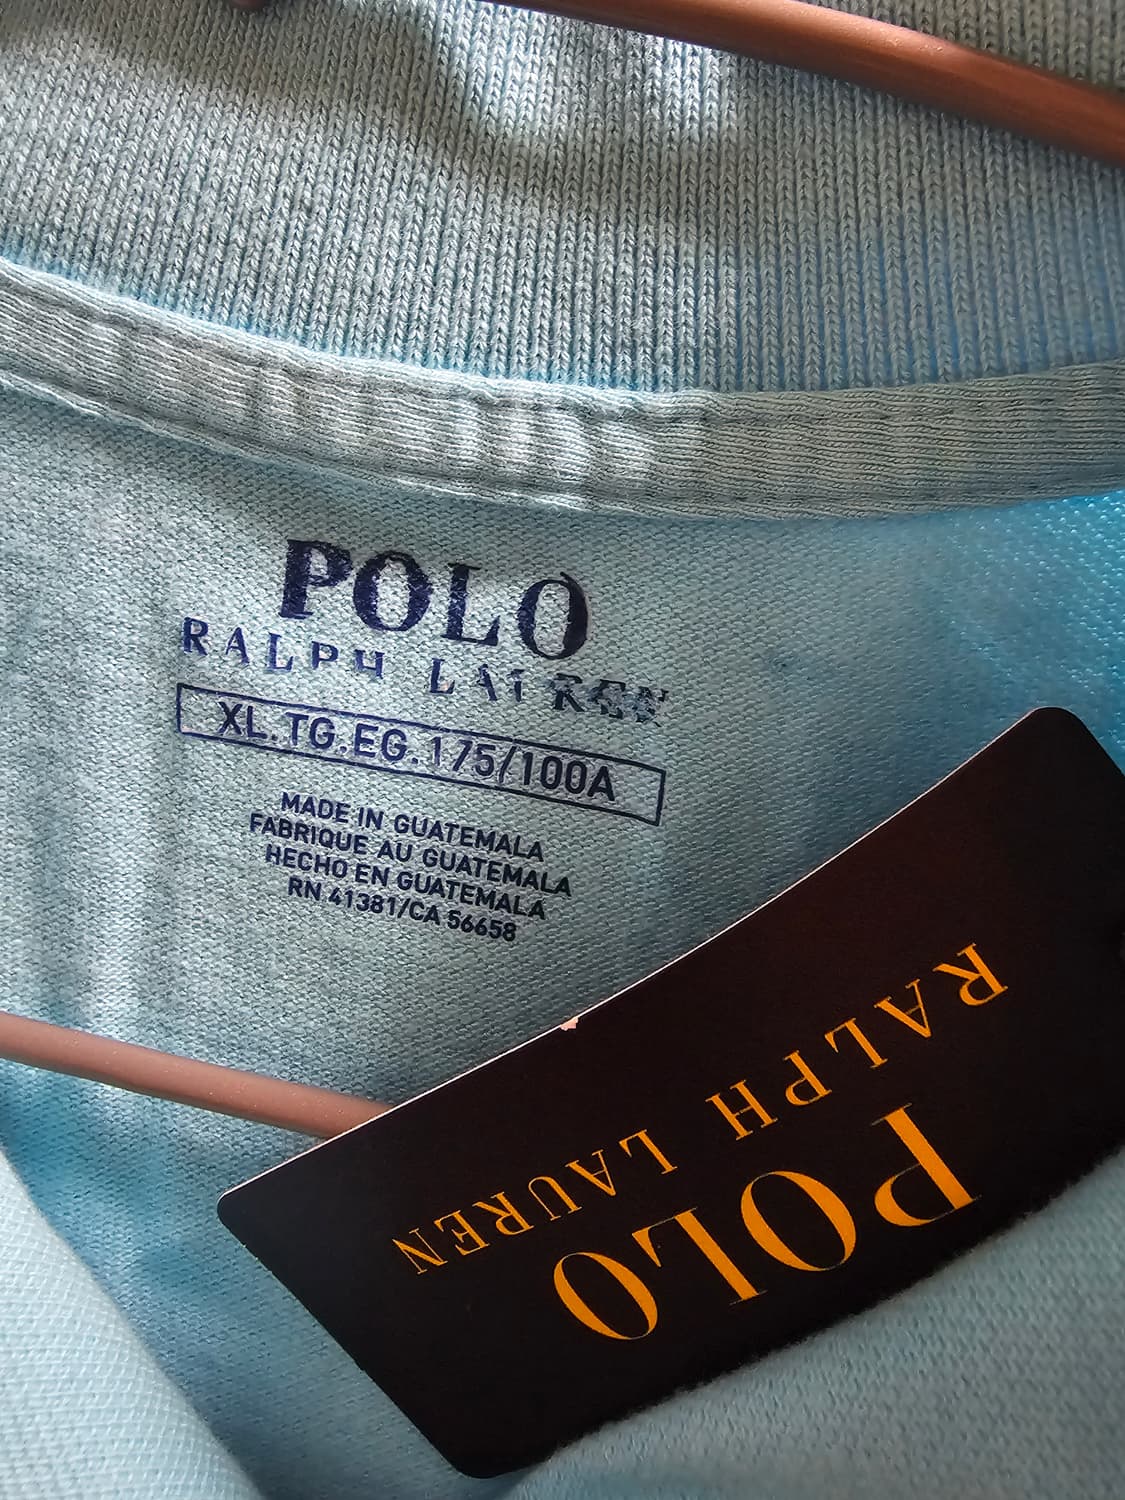 POLO
RALPH LAUREN
XL.TG.EG.175/100A
MADE IN GUATEMALA
FABRIQUE AU GUATEMALA
HECHO EN GUATEMALA
RN 41381/CA 56658
POLO
RALPH LAUREN